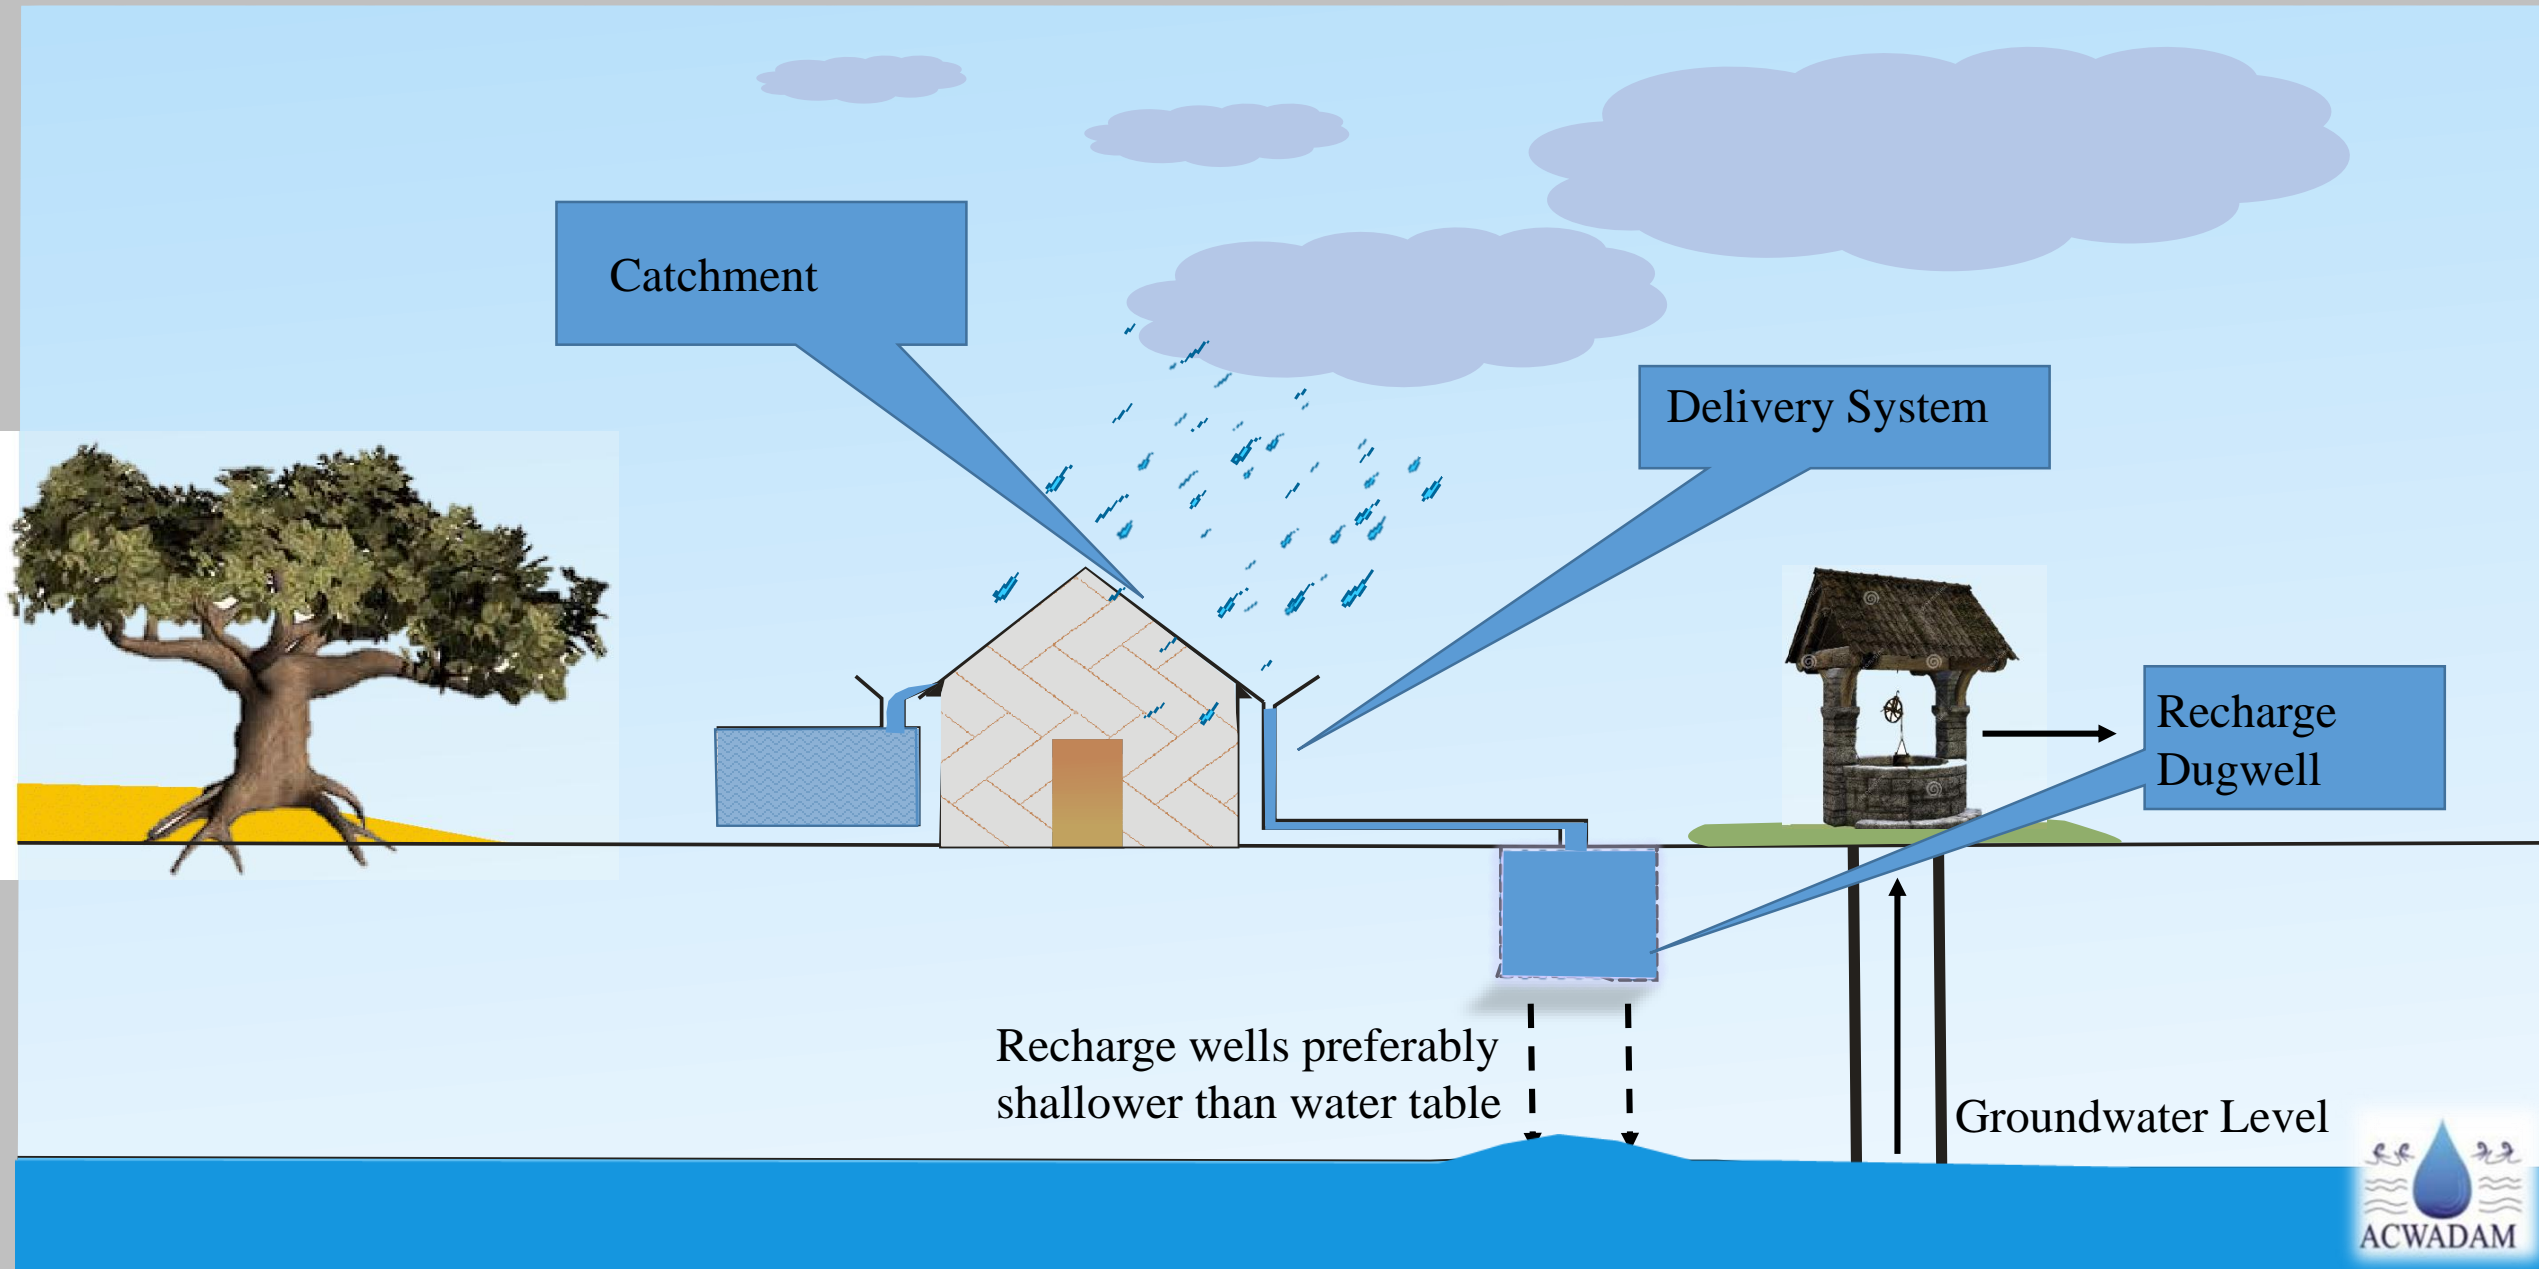 Catchment
Delivery System
Recharge
Dugwell
Recharge wells preferably
shallower than water table
Groundwater Level
ACWADAM